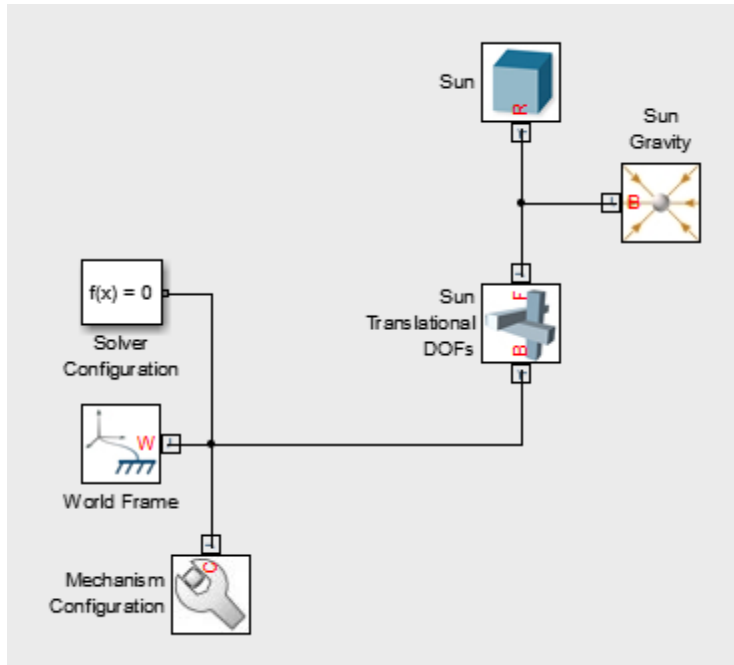 Sun
R
Sun
Gravity
B
f(x) = 0
Solver
Configuration
Sun
Translational
DOFs
F
B
W
World Frame
Mechanism
Configuration
C